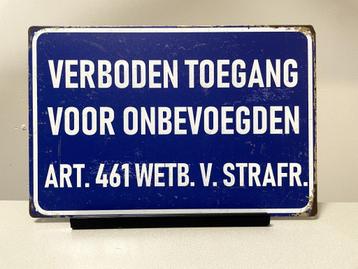 VERBODEN TOEGANG
VOOR ONBEVOEGDEN
ART. 461 WETB. V. STRAFR.